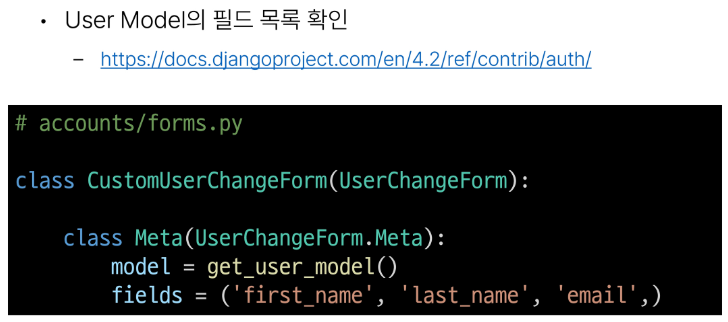 • User Model의 필드 목록 확인
– https://docs.djangoproject.com/en/4.2/ref/contrib/auth/
# accounts/forms.py
class CustomUserChangeForm(UserChangeForm):
    class Meta(UserChangeForm.Meta):
        model = get_user_model()
        fields = ('first_name', 'last_name', 'email',)